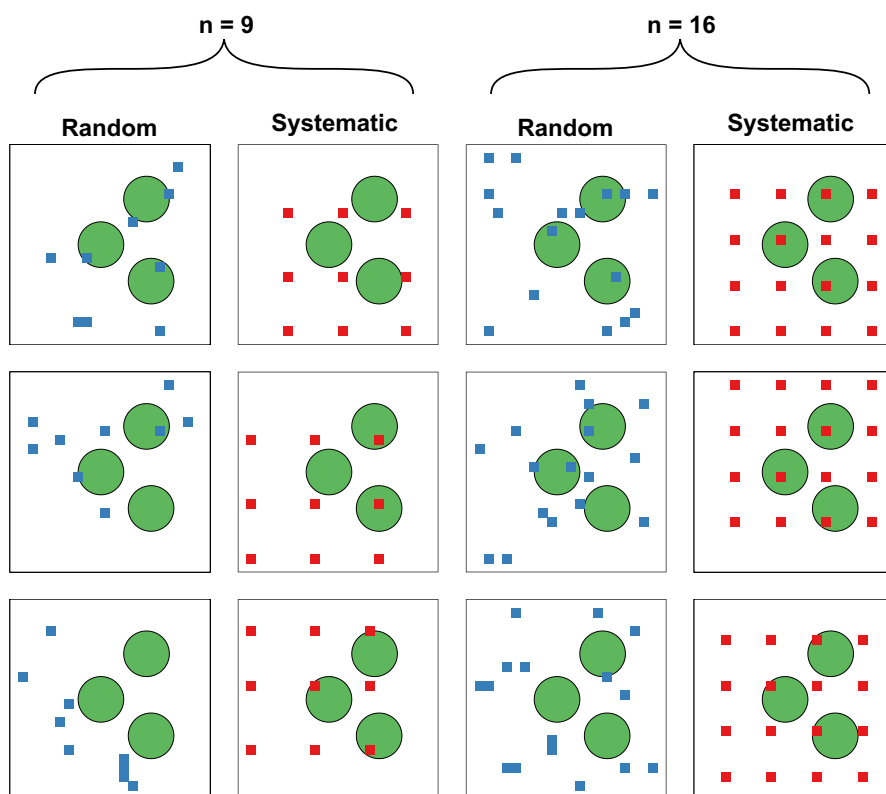 n = 9
n = 16
Random
Systematic
Random
Systematic